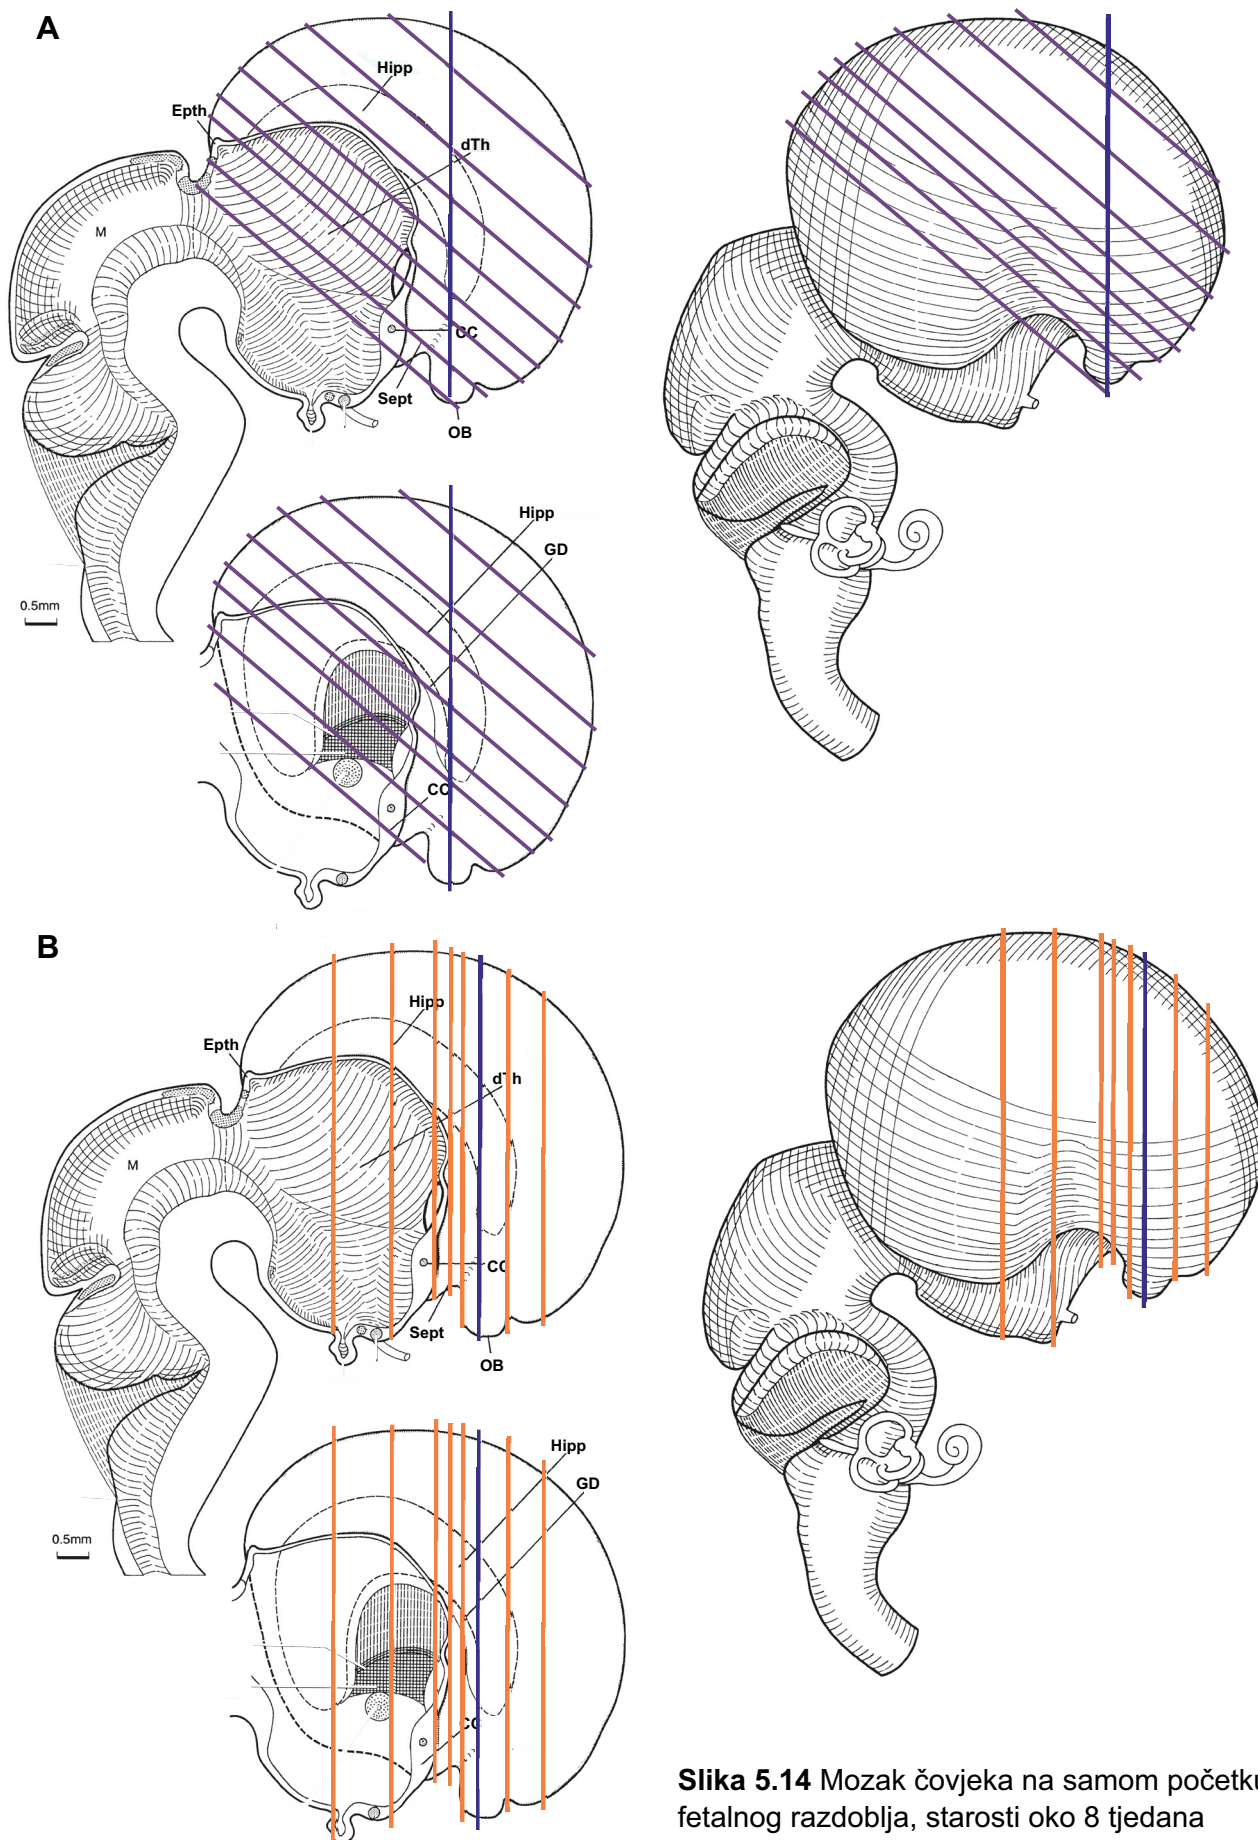 A
Hipp
Epth
dTh
M
CC
Sept
OB
0.5mm
Hipp
GD
CC
B
Hipp
Epth
dTh
M
CC
Sept
OB
0.5mm
Hipp
GD
CC
Slika 5.14 Mozak čovjeka na samom početku
fetalnog razdoblja, starosti oko 8 tjedana